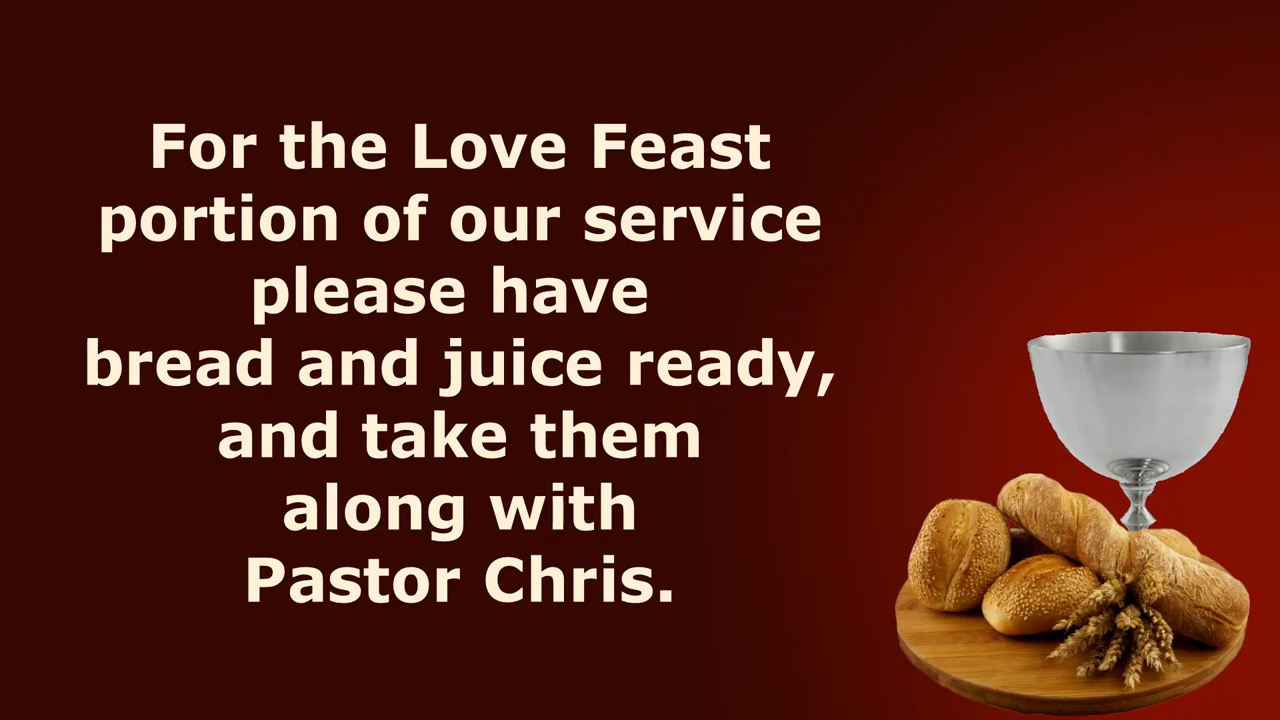 For the Love Feast
portion of our service
please have
bread and juice ready,
and take them
along with
Pastor Chris.